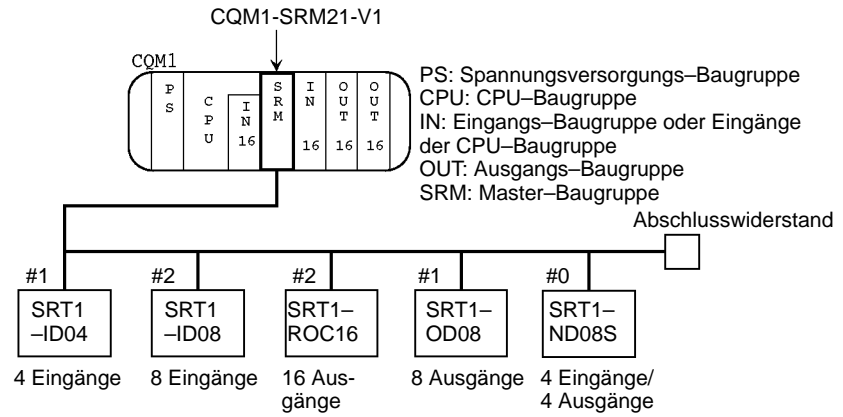 CQM1-SRM21-V1
CQM1
PS
CPU
IN
16
SRM
IN
16
OUT
16
OUT
16
PS: Spannungsversorgungs–Baugruppe
CPU: CPU–Baugruppe
IN: Eingangs–Baugruppe oder Eingänge
der CPU–Baugruppe
OUT: Ausgangs–Baugruppe
SRM: Master–Baugruppe
Abschlusswiderstand
#1
SRT1
–ID04
4 Eingänge
#2
SRT1
–ID08
8 Eingänge
#2
SRT1–
ROC16
16 Aus-
gänge
#1
SRT1–
OD08
8 Ausgänge
#0
SRT1–
ND08S
4 Eingänge/
4 Ausgänge